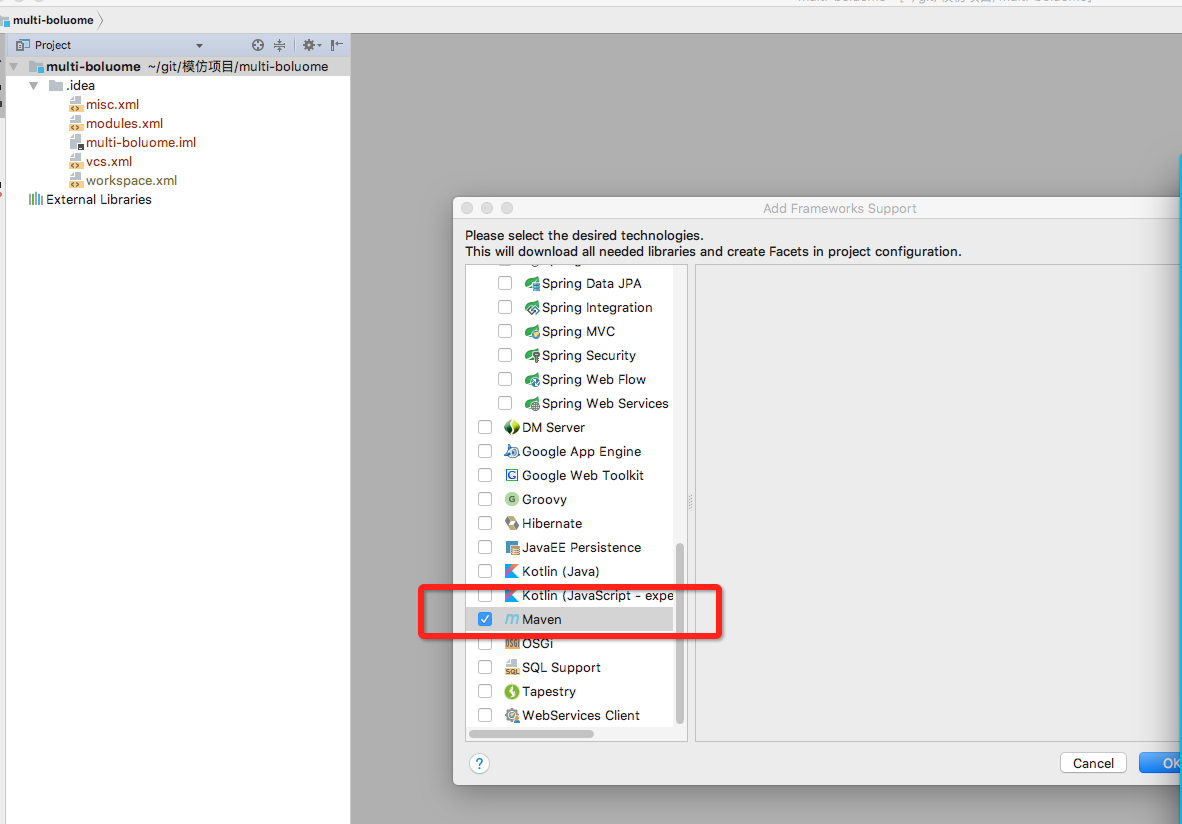 multi-boluome
Project
multi-boluome ~/git/模仿项目/multi-boluome
.idea
misc.xml
modules.xml
multi-boluome.iml
vcs.xml
workspace.xml
External Libraries
Add Frameworks Support
Please select the desired technologies.
This will download all needed libraries and create Facets in project configuration.
Spring Data JPA
Spring Integration
Spring MVC
Spring Security
Spring Web Flow
Spring Web Services
DM Server
Google App Engine
Google Web Toolkit
Groovy
Hibernate
JavaEE Persistence
Kotlin (Java)
Kotlin (JavaScript - expe
Maven
OSGi
SQL Support
Tapestry
WebServices Client
?
Cancel
OK